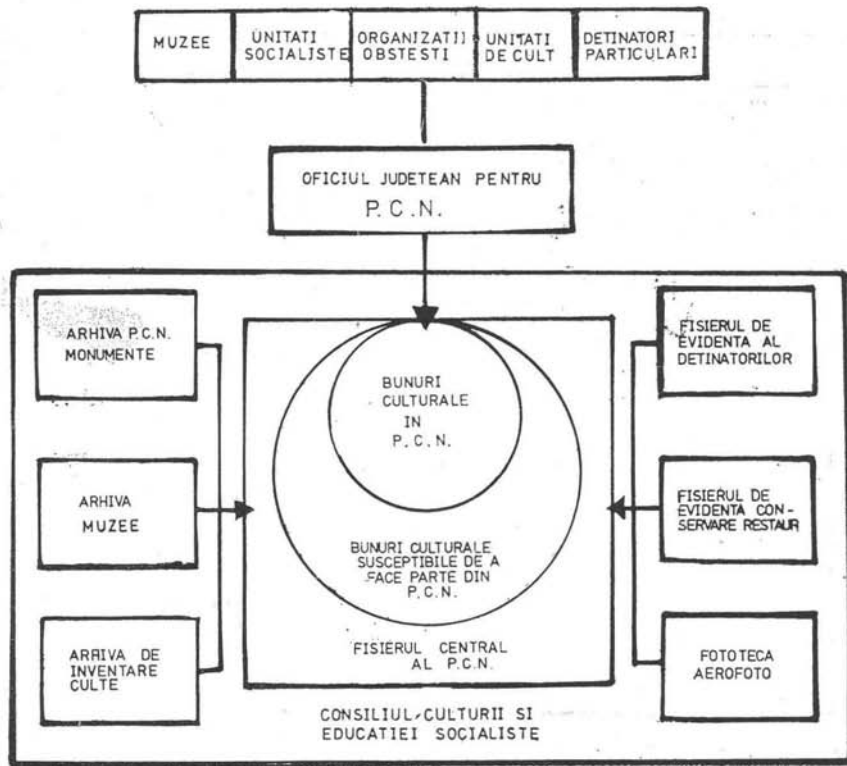 MUZEE
UNITATI
SOCIALISTE
ORGANIZATII
OBSTESTI
UNITATI
DE CULT
DETINATORI
PARTICULARI
OFICIUL JUDETEAN PENTRU
P.C.N.
ARHIVA P.C.N.
MONUMENTE
ARHIVA
MUZEE
ARHIVA DE
INVENTARE
CULTE
BUNURI
CULTURALE
IN
P.C.N.
BUNURI CULTURALE
SUSCEPTIBILE DE A
FACE PARTE DIN
P.C.N.
FISIERUL CENTRAL
AL P.C.N.
FISIERUL DE
EVIDENTA AL
DETINATORILOR
FISIERUL DE
EVIDENTA CON-
SERVARE RESTAUR
FOTOTECA
AEROFOTO
CONSILIUL CULTURII SI
EDUCATIEI SOCIALISTE